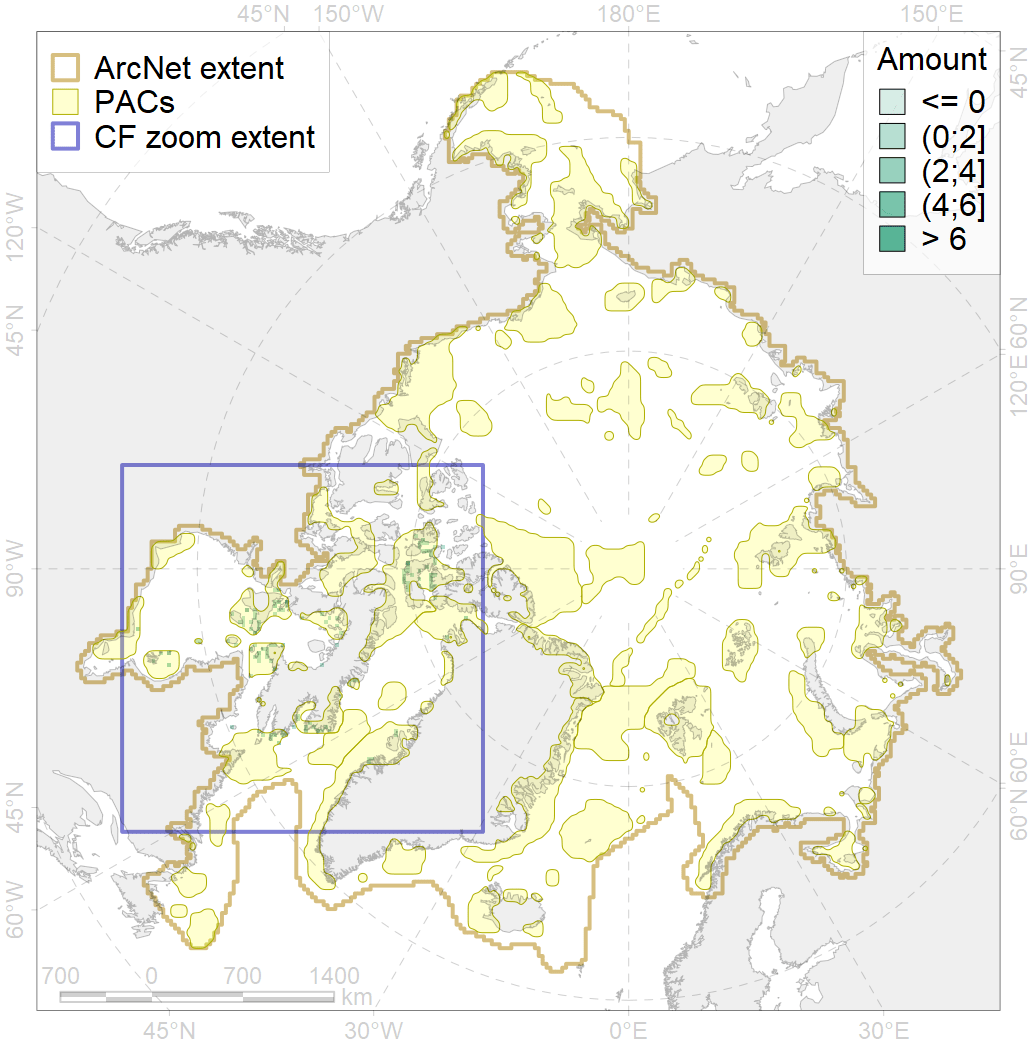 45°N 150°W 180°E 150°E
ArcNet extent
PACs
CF zoom extent
Amount
<= 0
(0;2]
(2;4]
(4;6]
> 6
45°N
120°W
45°N
60°N
120°E
90°W
90°E
45°N
60°E
60°N
60°W
700 0 700 1400
km
45°N 30°W 0°E 30°E